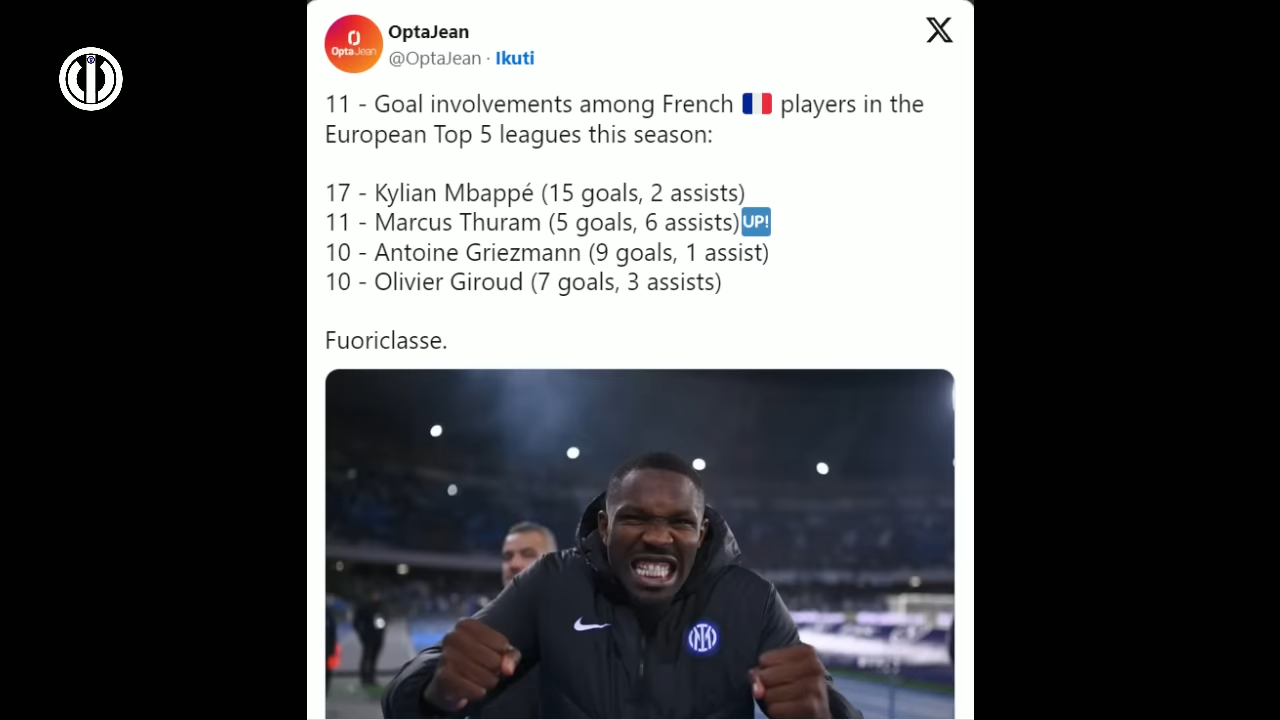 OptaJean
OptaJean
@OptaJean · Ikuti
11 - Goal involvements among French 🇫🇷 players in the
European Top 5 leagues this season:
17 - Kylian Mbappé (15 goals, 2 assists)
11 - Marcus Thuram (5 goals, 6 assists)🆙
10 - Antoine Griezmann (9 goals, 1 assist)
10 - Olivier Giroud (7 goals, 3 assists)
Fuoriclasse.